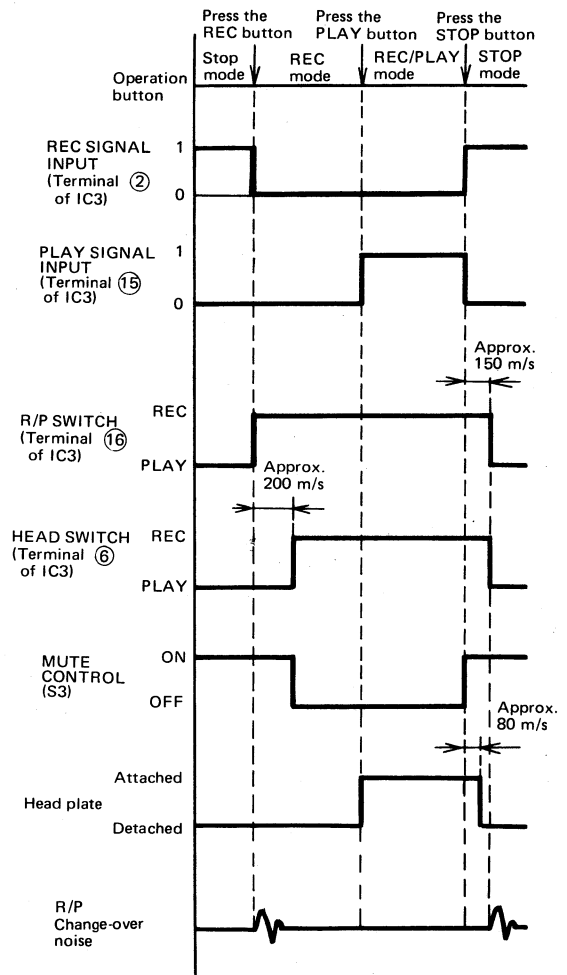 Press the
REC button
Press the
PLAY button
Press the
STOP button
Stop
mode
REC
mode
REC/PLAY
mode
STOP
mode
Operation
button
REC SIGNAL
INPUT
(Terminal ②
of IC3)
1
0
PLAY SIGNAL
INPUT
(Terminal ⑮
of IC3)
1
0
Approx.
150 m/s
R/P SWITCH
(Terminal ⑯
of IC3)
REC
PLAY
Approx.
200 m/s
HEAD SWITCH
(Terminal ⑥
of IC3)
REC
PLAY
MUTE
CONTROL
(S3)
ON
OFF
Approx.
80 m/s
Head plate
Attached
Detached
R/P
Change-over
noise